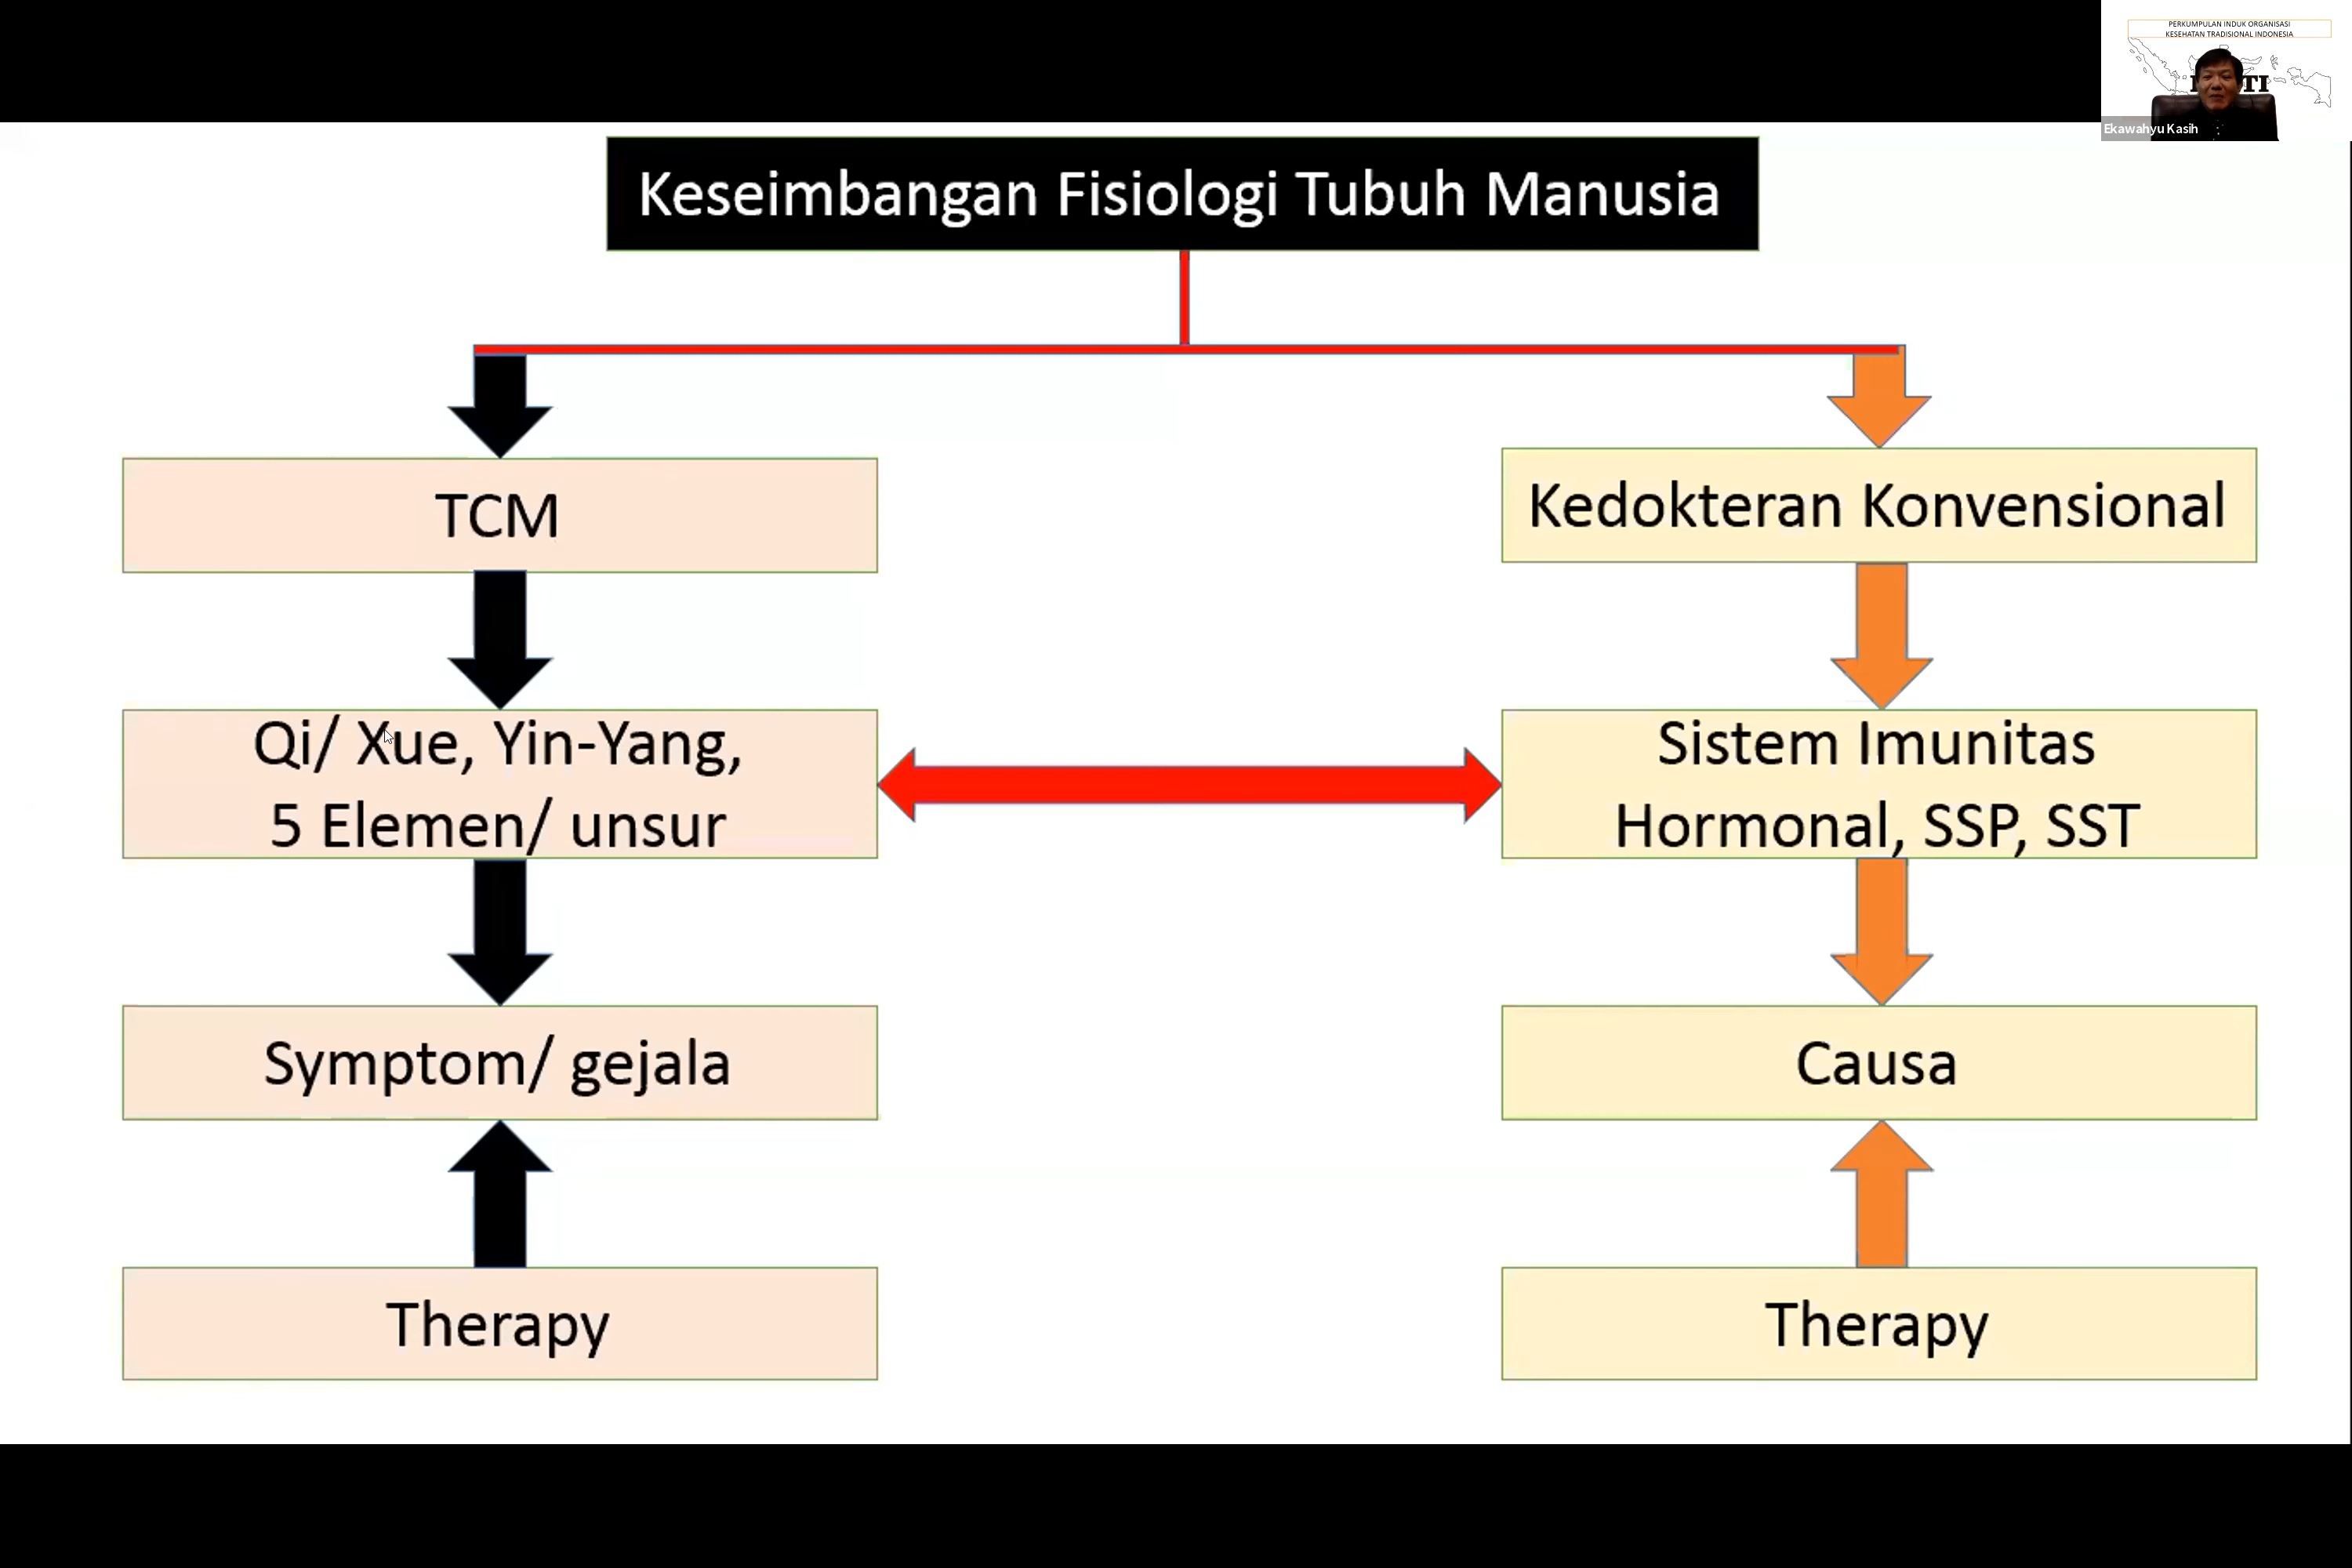 PERKUMPULAN INDUK ORGANISASI
KESEHATAN TRADISIONAL INDONESIA
Ekawahyu Kasih
Keseimbangan Fisiologi Tubuh Manusia
TCM
Kedokteran Konvensional
Qi/ Xue, Yin-Yang,
5 Elemen/ unsur
Sistem Imunitas
Hormonal, SSP, SST
Symptom/ gejala
Causa
Therapy
Therapy